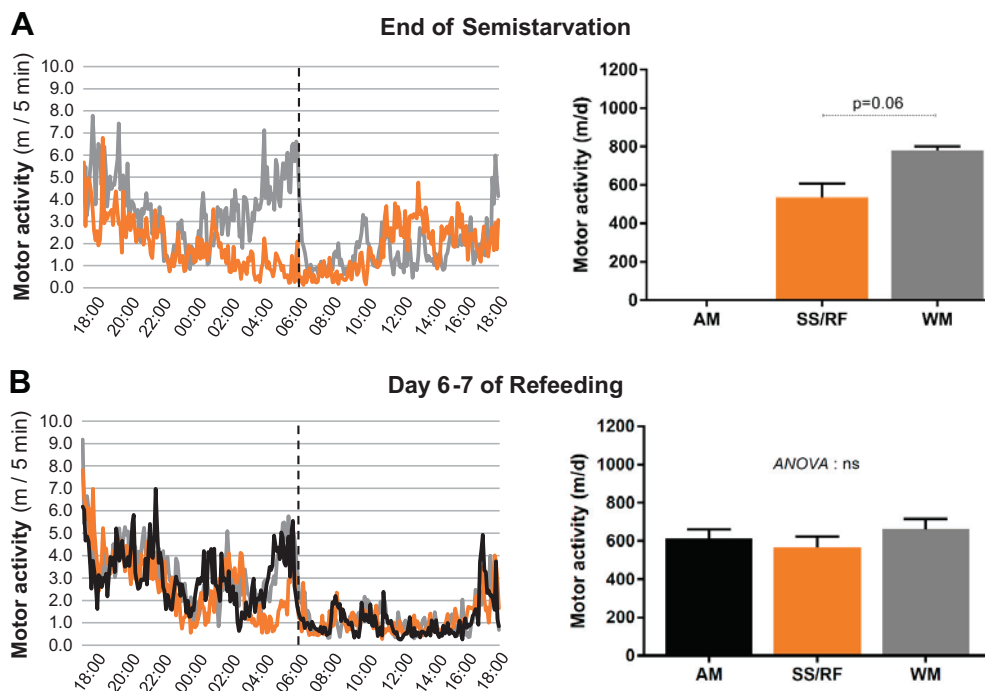 A
End of Semistarvation
Motor activity (m / 5 min)
10.0
9.0
8.0
7.0
6.0
5.0
4.0
3.0
2.0
1.0
0.0
18:00 20:00 22:00 00:00 02:00 04:00 06:00 08:00 10:00 12:00 14:00 16:00 18:00
Motor activity (m/d)
1200
1000
800
600
400
200
0
p=0.06
AM SS/RF WM
B
Day 6-7 of Refeeding
Motor activity (m / 5 min)
10.0
9.0
8.0
7.0
6.0
5.0
4.0
3.0
2.0
1.0
0.0
18:00 20:00 22:00 00:00 02:00 04:00 06:00 08:00 10:00 12:00 14:00 16:00 18:00
Motor activity (m/d)
1200
1000
800
600
400
200
0
ANOVA : ns
AM SS/RF WM